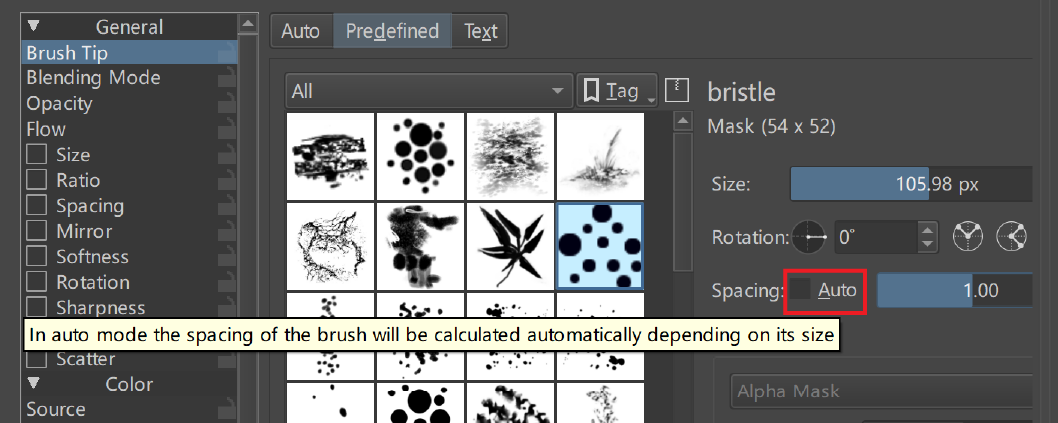 General
Brush Tip
Blending Mode
Opacity
Flow
Size
Ratio
Spacing
Mirror
Softness
Rotation
Sharpness
Scatter
Color
Source
Auto
Predefined
Text
All
Tag
bristle
Mask (54 x 52)
Size: 105.98 px
Rotation: 0°
Spacing: Auto 1.00
In auto mode the spacing of the brush will be calculated automatically depending on its size
Alpha Mask